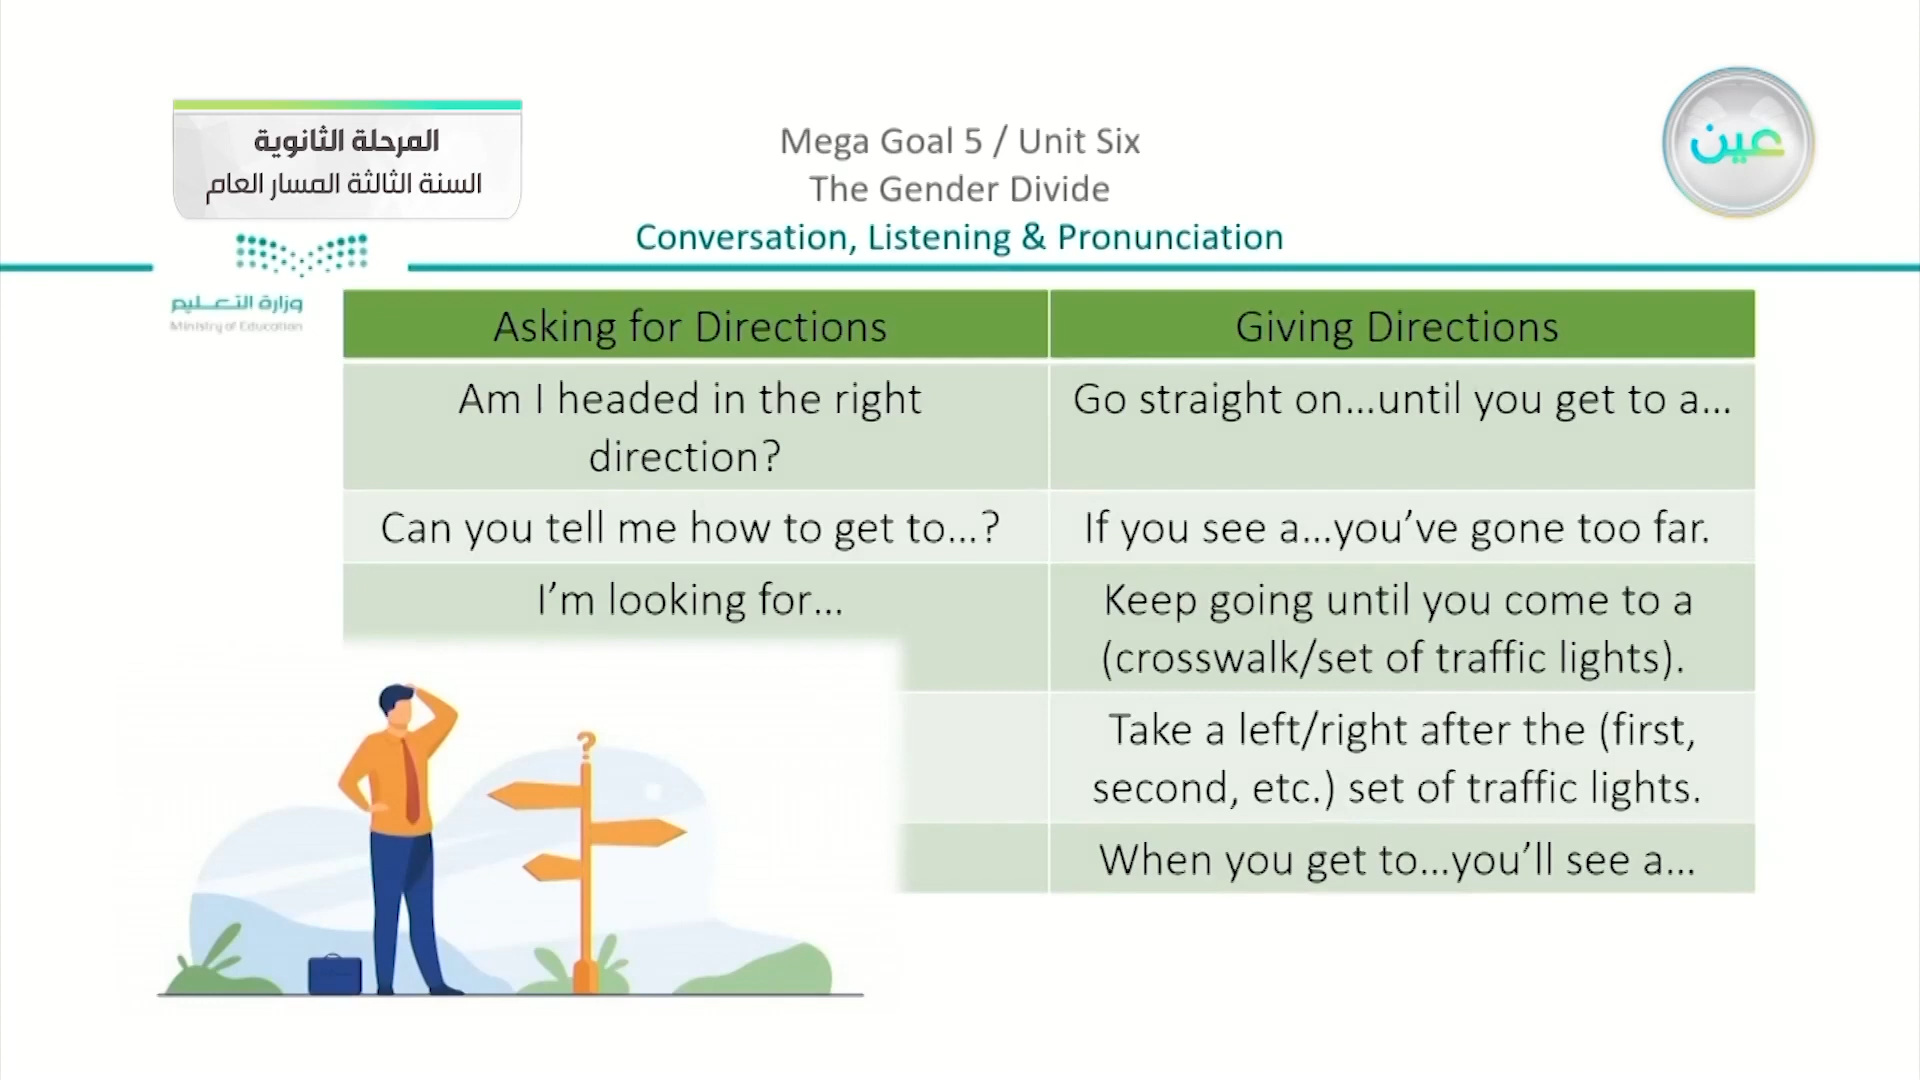 المرحلة الثانوية
السنة الثالثة المسار العام
Mega Goal 5 / Unit Six
The Gender Divide
Conversation, Listening & Pronunciation
عين
وزارة التعليم
Ministry of Education
Asking for Directions
Giving Directions
Am I headed in the right
direction?
Go straight on...until you get to a...
Can you tell me how to get to...?
If you see a...you’ve gone too far.
I’m looking for...
Keep going until you come to a
(crosswalk/set of traffic lights).
Take a left/right after the (first,
second, etc.) set of traffic lights.
When you get to...you’ll see a...
?